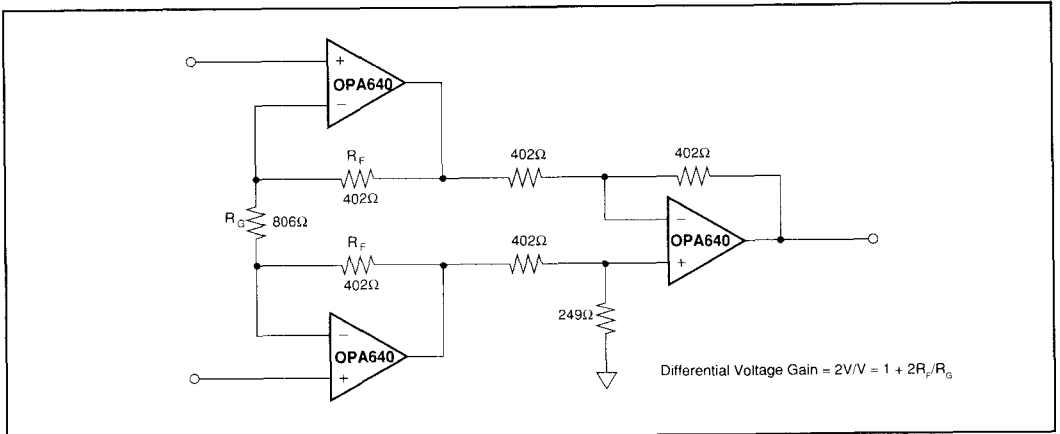 +
OPA640
−
R_F
402Ω
402Ω
402Ω
R_G 806Ω
−
OPA640
+
R_F
402Ω
402Ω
249Ω
−
OPA640
+
Differential Voltage Gain = 2V/V = 1 + 2R_F/R_G